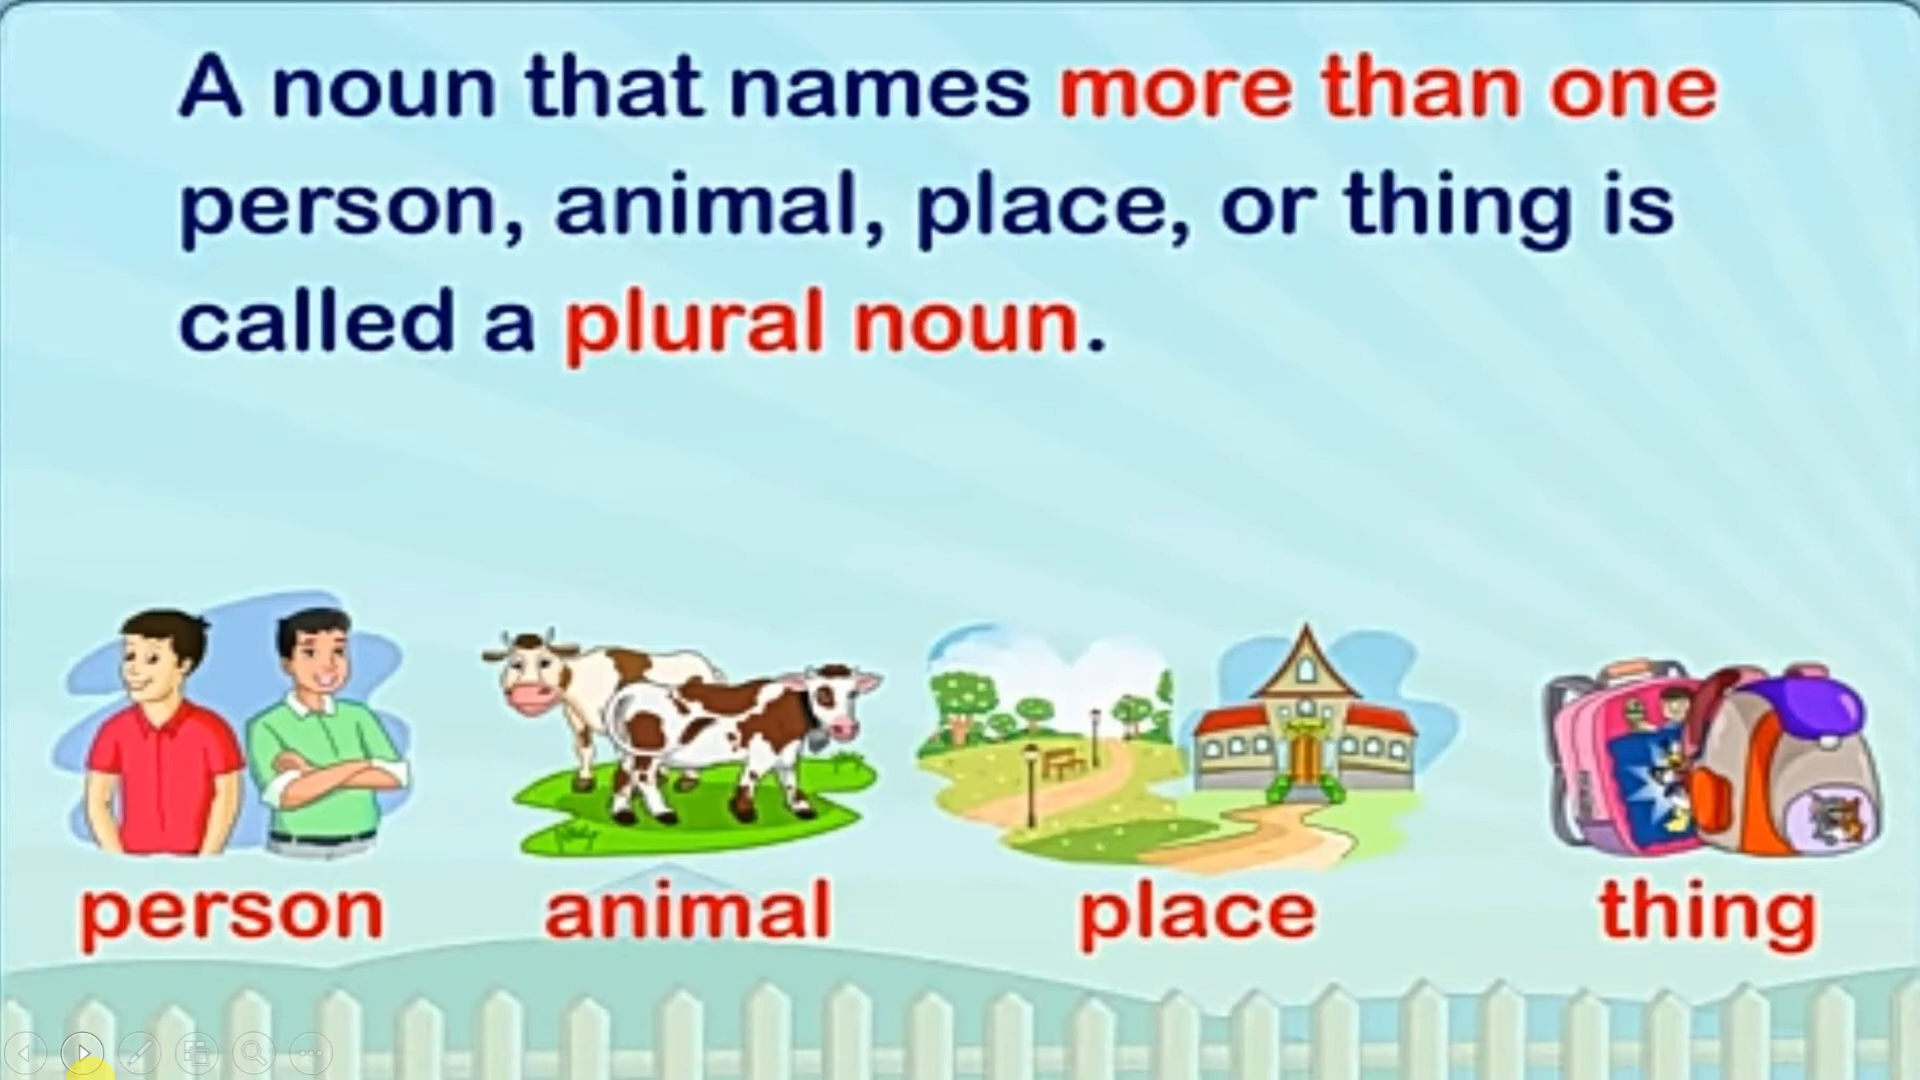 A noun that names more than one
person, animal, place, or thing is
called a plural noun.
person animal place thing